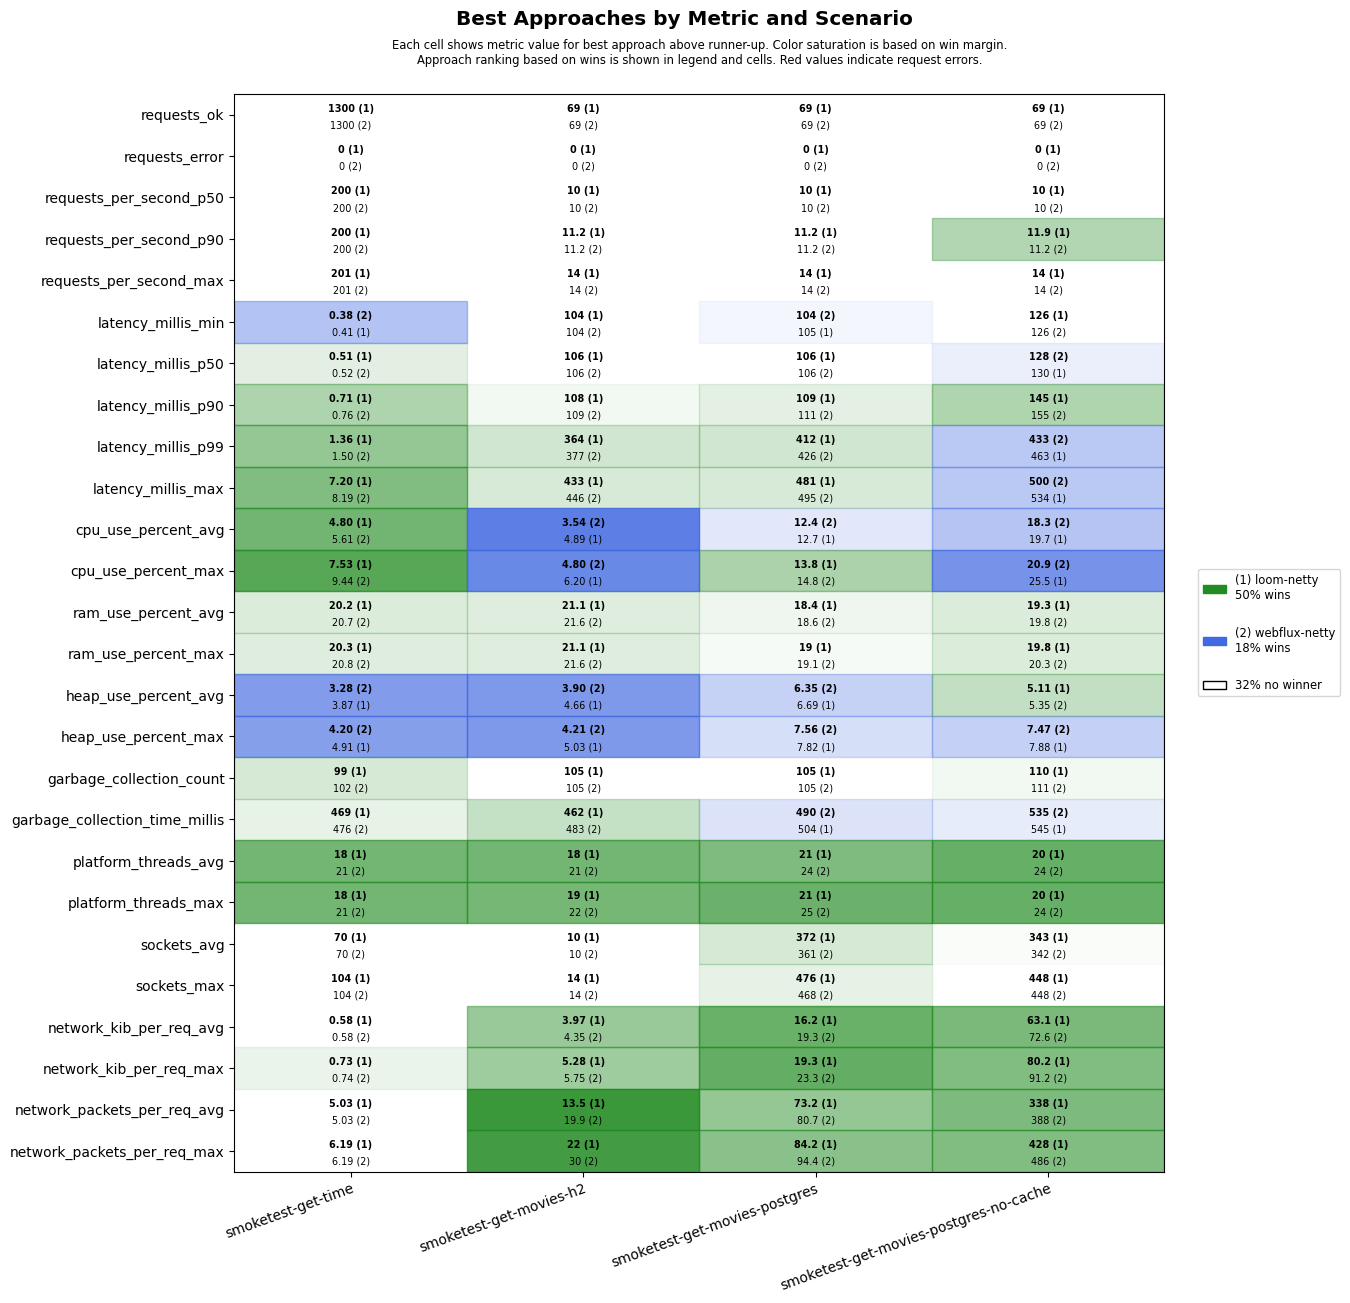 Best Approaches by Metric and Scenario
Each cell shows metric value for best approach above runner-up. Color saturation is based on win margin.
Approach ranking based on wins is shown in legend and cells. Red values indicate request errors.
requests_ok
1300 (1) 69 (1) 69 (1) 69 (1)
1300 (2) 69 (2) 69 (2) 69 (2)
requests_error
0 (1) 0 (1) 0 (1) 0 (1)
0 (2) 0 (2) 0 (2) 0 (2)
requests_per_second_p50
200 (1) 10 (1) 10 (1) 10 (1)
200 (2) 10 (2) 10 (2) 10 (2)
requests_per_second_p90
200 (1) 11.2 (1) 11.2 (1) 11.9 (1)
200 (2) 11.2 (2) 11.2 (2) 11.2 (2)
requests_per_second_max
201 (1) 14 (1) 14 (1) 14 (1)
201 (2) 14 (2) 14 (2) 14 (2)
latency_millis_min
0.38 (2) 104 (1) 104 (2) 126 (1)
0.41 (1) 104 (2) 105 (1) 126 (2)
latency_millis_p50
0.51 (1) 106 (1) 106 (1) 128 (2)
0.52 (2) 106 (2) 106 (2) 130 (1)
latency_millis_p90
0.71 (1) 108 (1) 109 (1) 145 (1)
0.76 (2) 109 (2) 111 (2) 155 (2)
latency_millis_p99
1.36 (1) 364 (1) 412 (1) 433 (2)
1.50 (2) 377 (2) 426 (2) 463 (1)
latency_millis_max
7.20 (1) 433 (1) 481 (1) 500 (2)
8.19 (2) 446 (2) 495 (2) 534 (1)
cpu_use_percent_avg
4.80 (1) 3.54 (2) 12.4 (2) 18.3 (2)
5.61 (2) 4.89 (1) 12.7 (1) 19.7 (1)
cpu_use_percent_max
7.53 (1) 4.80 (2) 13.8 (1) 20.9 (2)
9.44 (2) 6.20 (1) 14.8 (2) 25.5 (1)
ram_use_percent_avg
20.2 (1) 21.1 (1) 18.4 (1) 19.3 (1)
20.7 (2) 21.6 (2) 18.6 (2) 19.8 (2)
ram_use_percent_max
20.3 (1) 21.1 (1) 19 (1) 19.8 (1)
20.8 (2) 21.6 (2) 19.1 (2) 20.3 (2)
heap_use_percent_avg
3.28 (2) 3.90 (2) 6.35 (2) 5.11 (1)
3.87 (1) 4.66 (1) 6.69 (1) 5.35 (2)
heap_use_percent_max
4.20 (2) 4.21 (2) 7.56 (2) 7.47 (2)
4.91 (1) 5.03 (1) 7.82 (1) 7.88 (1)
garbage_collection_count
99 (1) 105 (1) 105 (1) 110 (1)
102 (2) 105 (2) 105 (2) 111 (2)
garbage_collection_time_millis
469 (1) 462 (1) 490 (2) 535 (2)
476 (2) 483 (2) 504 (1) 545 (1)
platform_threads_avg
18 (1) 18 (1) 21 (1) 20 (1)
21 (2) 21 (2) 24 (2) 24 (2)
platform_threads_max
18 (1) 19 (1) 21 (1) 20 (1)
21 (2) 22 (2) 25 (2) 24 (2)
sockets_avg
70 (1) 10 (1) 372 (1) 343 (1)
70 (2) 10 (2) 361 (2) 342 (2)
sockets_max
104 (1) 14 (1) 476 (1) 448 (1)
104 (2) 14 (2) 468 (2) 448 (2)
network_kib_per_req_avg
0.58 (1) 3.97 (1) 16.2 (1) 63.1 (1)
0.58 (2) 4.35 (2) 19.3 (2) 72.6 (2)
network_kib_per_req_max
0.73 (1) 5.28 (1) 19.3 (1) 80.2 (1)
0.74 (2) 5.75 (2) 23.3 (2) 91.2 (2)
network_packets_per_req_avg
5.03 (1) 13.5 (1) 73.2 (1) 338 (1)
5.03 (2) 19.9 (2) 80.7 (2) 388 (2)
network_packets_per_req_max
6.19 (1) 22 (1) 84.2 (1) 428 (1)
6.19 (2) 30 (2) 94.4 (2) 486 (2)
smoketest-get-time
smoketest-get-movies-h2
smoketest-get-movies-postgres
smoketest-get-movies-postgres-no-cache
(1) loom-netty
50% wins
(2) webflux-netty
18% wins
32% no winner